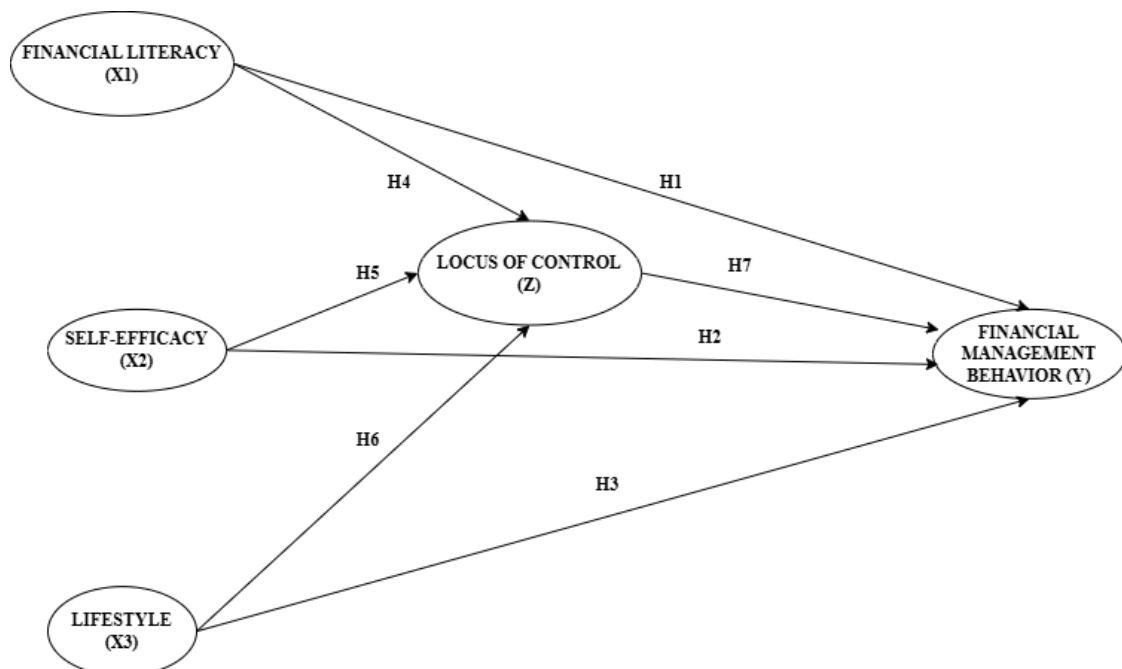 FINANCIAL LITERACY
(X1)
H4
H1
LOCUS OF CONTROL
(Z)
H5
H7
SELF-EFFICACY
(X2)
H2
FINANCIAL
MANAGEMENT
BEHAVIOR (Y)
H6
H3
LIFESTYLE
(X3)